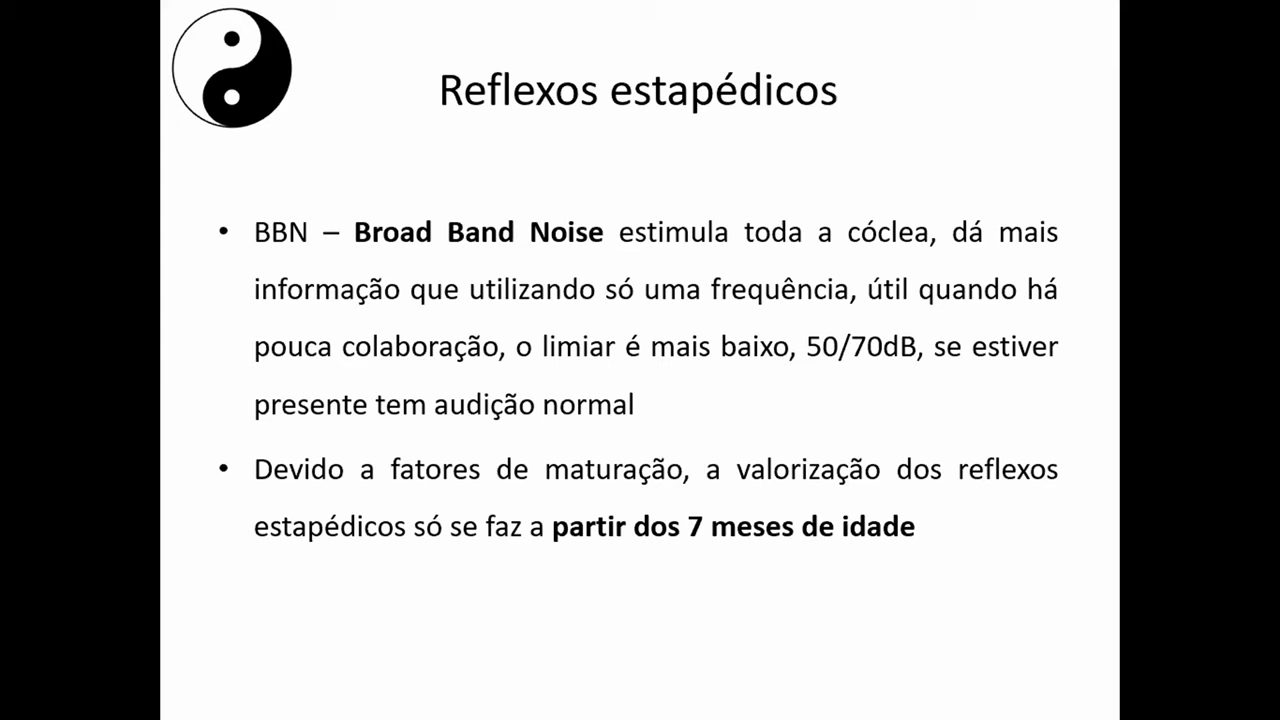 Reflexos estapédicos
• BBN – Broad Band Noise estimula toda a cóclea, dá mais
informação que utilizando só uma frequência, útil quando há
pouca colaboração, o limiar é mais baixo, 50/70dB, se estiver
presente tem audição normal
• Devido a fatores de maturação, a valorização dos reflexos
estapédicos só se faz a partir dos 7 meses de idade